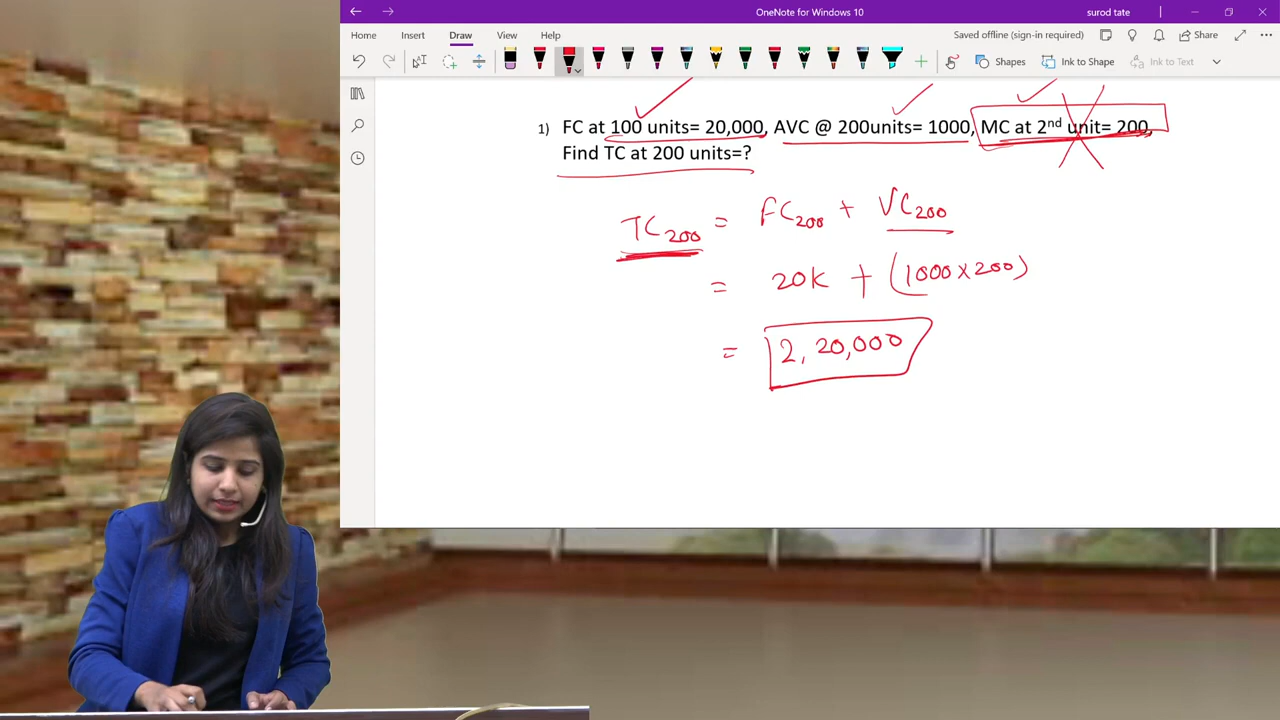 OneNote for Windows 10
surod tate
Home Insert Draw View Help
Saved offline (sign-in required)
Share
Shapes Ink to Shape Ink to Text
1) FC at 100 units= 20,000, AVC @ 200units= 1000, MC at 2nd unit= 200,
Find TC at 200 units=?
TC200 = FC200 + VC200
= 20K + (1000×200)
= 2,20,000